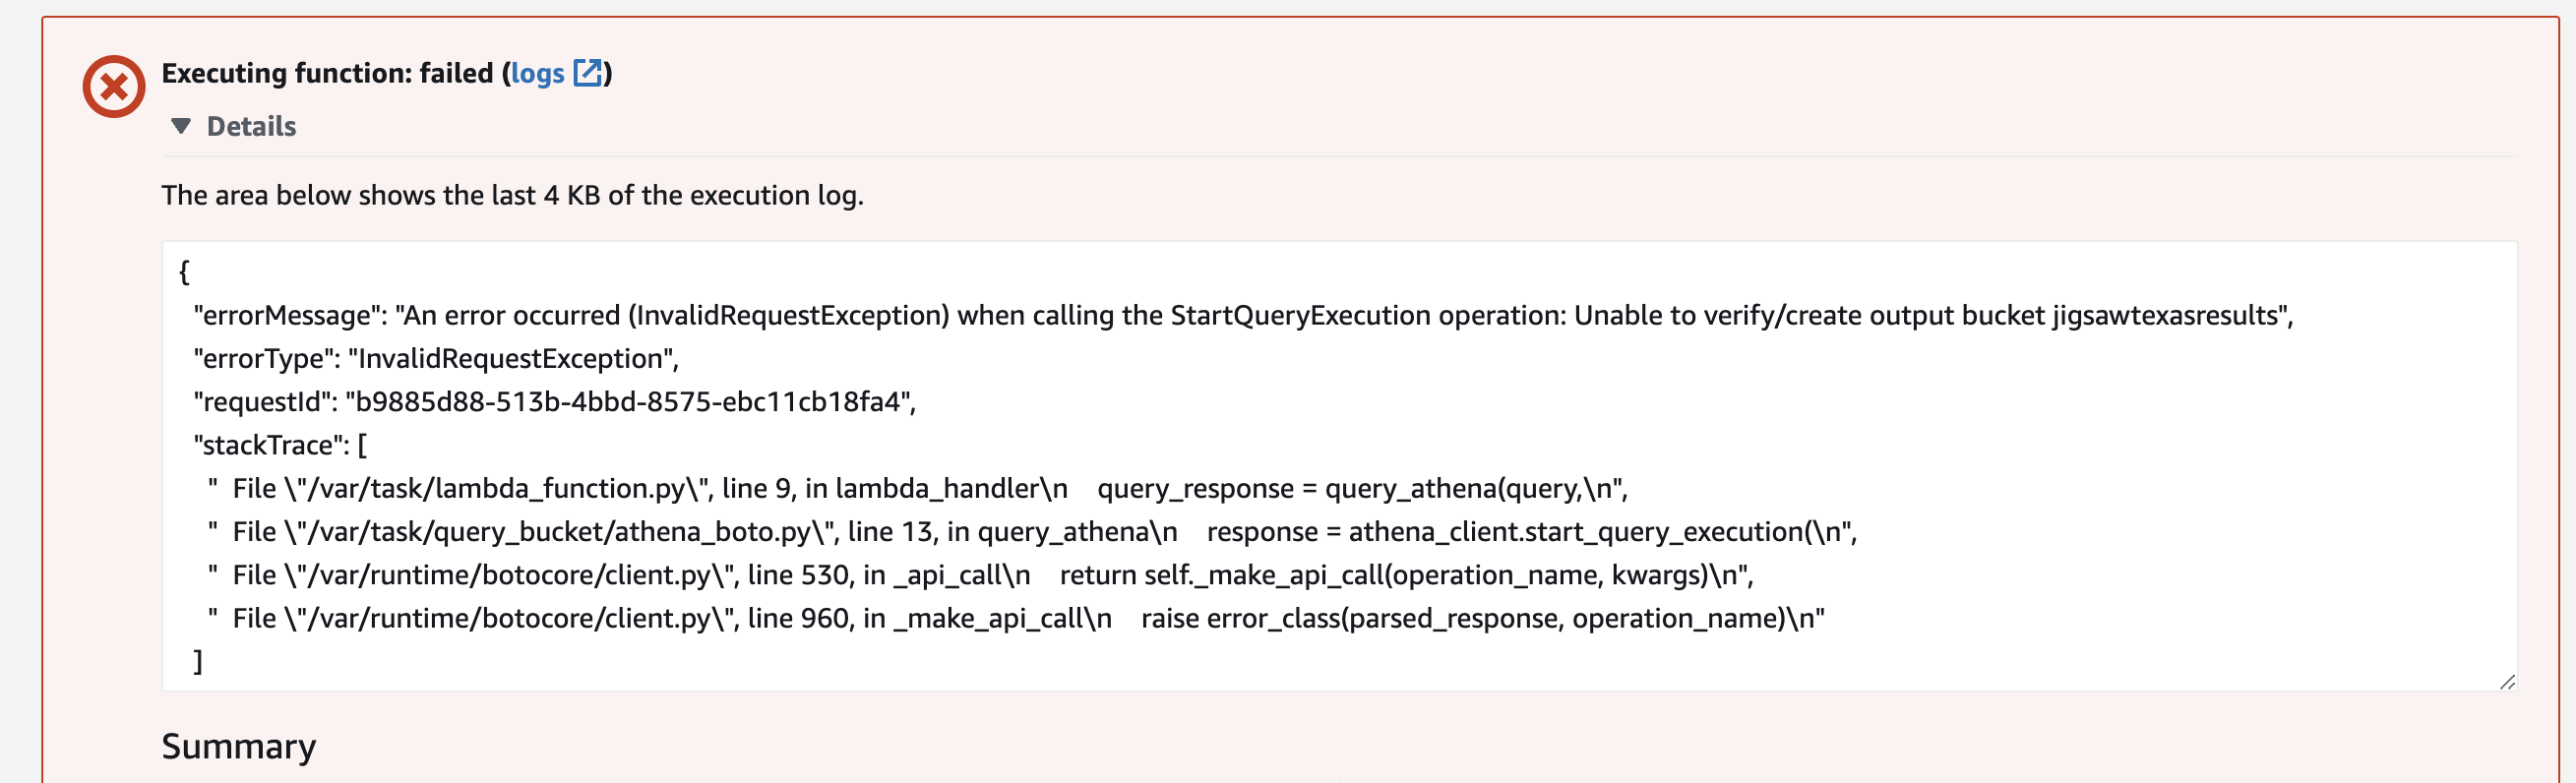 Executing function: failed (logs)
Details
The area below shows the last 4 KB of the execution log.
{
"errorMessage": "An error occurred (InvalidRequestException) when calling the StartQueryExecution operation: Unable to verify/create output bucket jigsawtexasresults",
"errorType": "InvalidRequestException",
"requestId": "b9885d88-513b-4bbd-8575-ebc11cb18fa4",
"stackTrace": [
"  File \"/var/task/lambda_function.py\", line 9, in lambda_handler\n    query_response = query_athena(query,\n",
"  File \"/var/task/query_bucket/athena_boto.py\", line 13, in query_athena\n    response = athena_client.start_query_execution(\n",
"  File \"/var/runtime/botocore/client.py\", line 530, in _api_call\n    return self._make_api_call(operation_name, kwargs)\n",
"  File \"/var/runtime/botocore/client.py\", line 960, in _make_api_call\n    raise error_class(parsed_response, operation_name)\n"
]
Summary